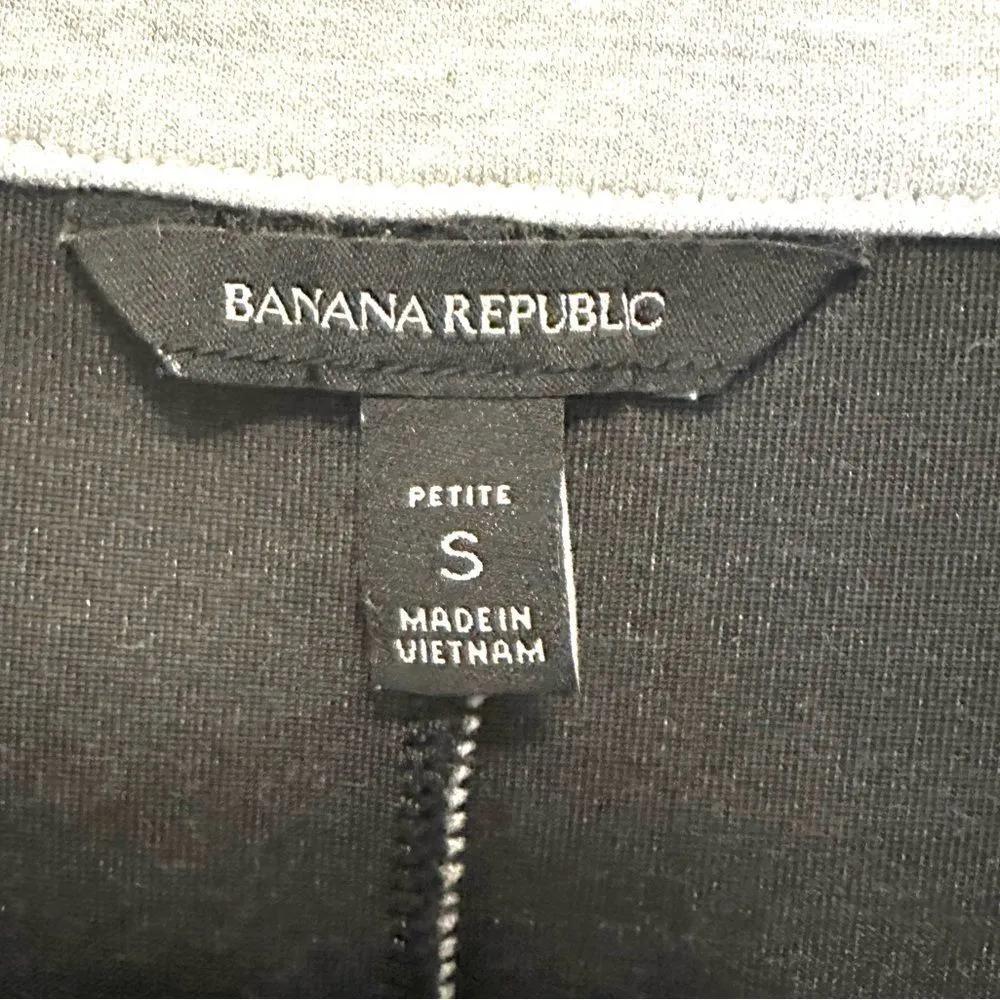 BANANA REPUBLIC
PETITE
S
MADE IN
VIETNAM